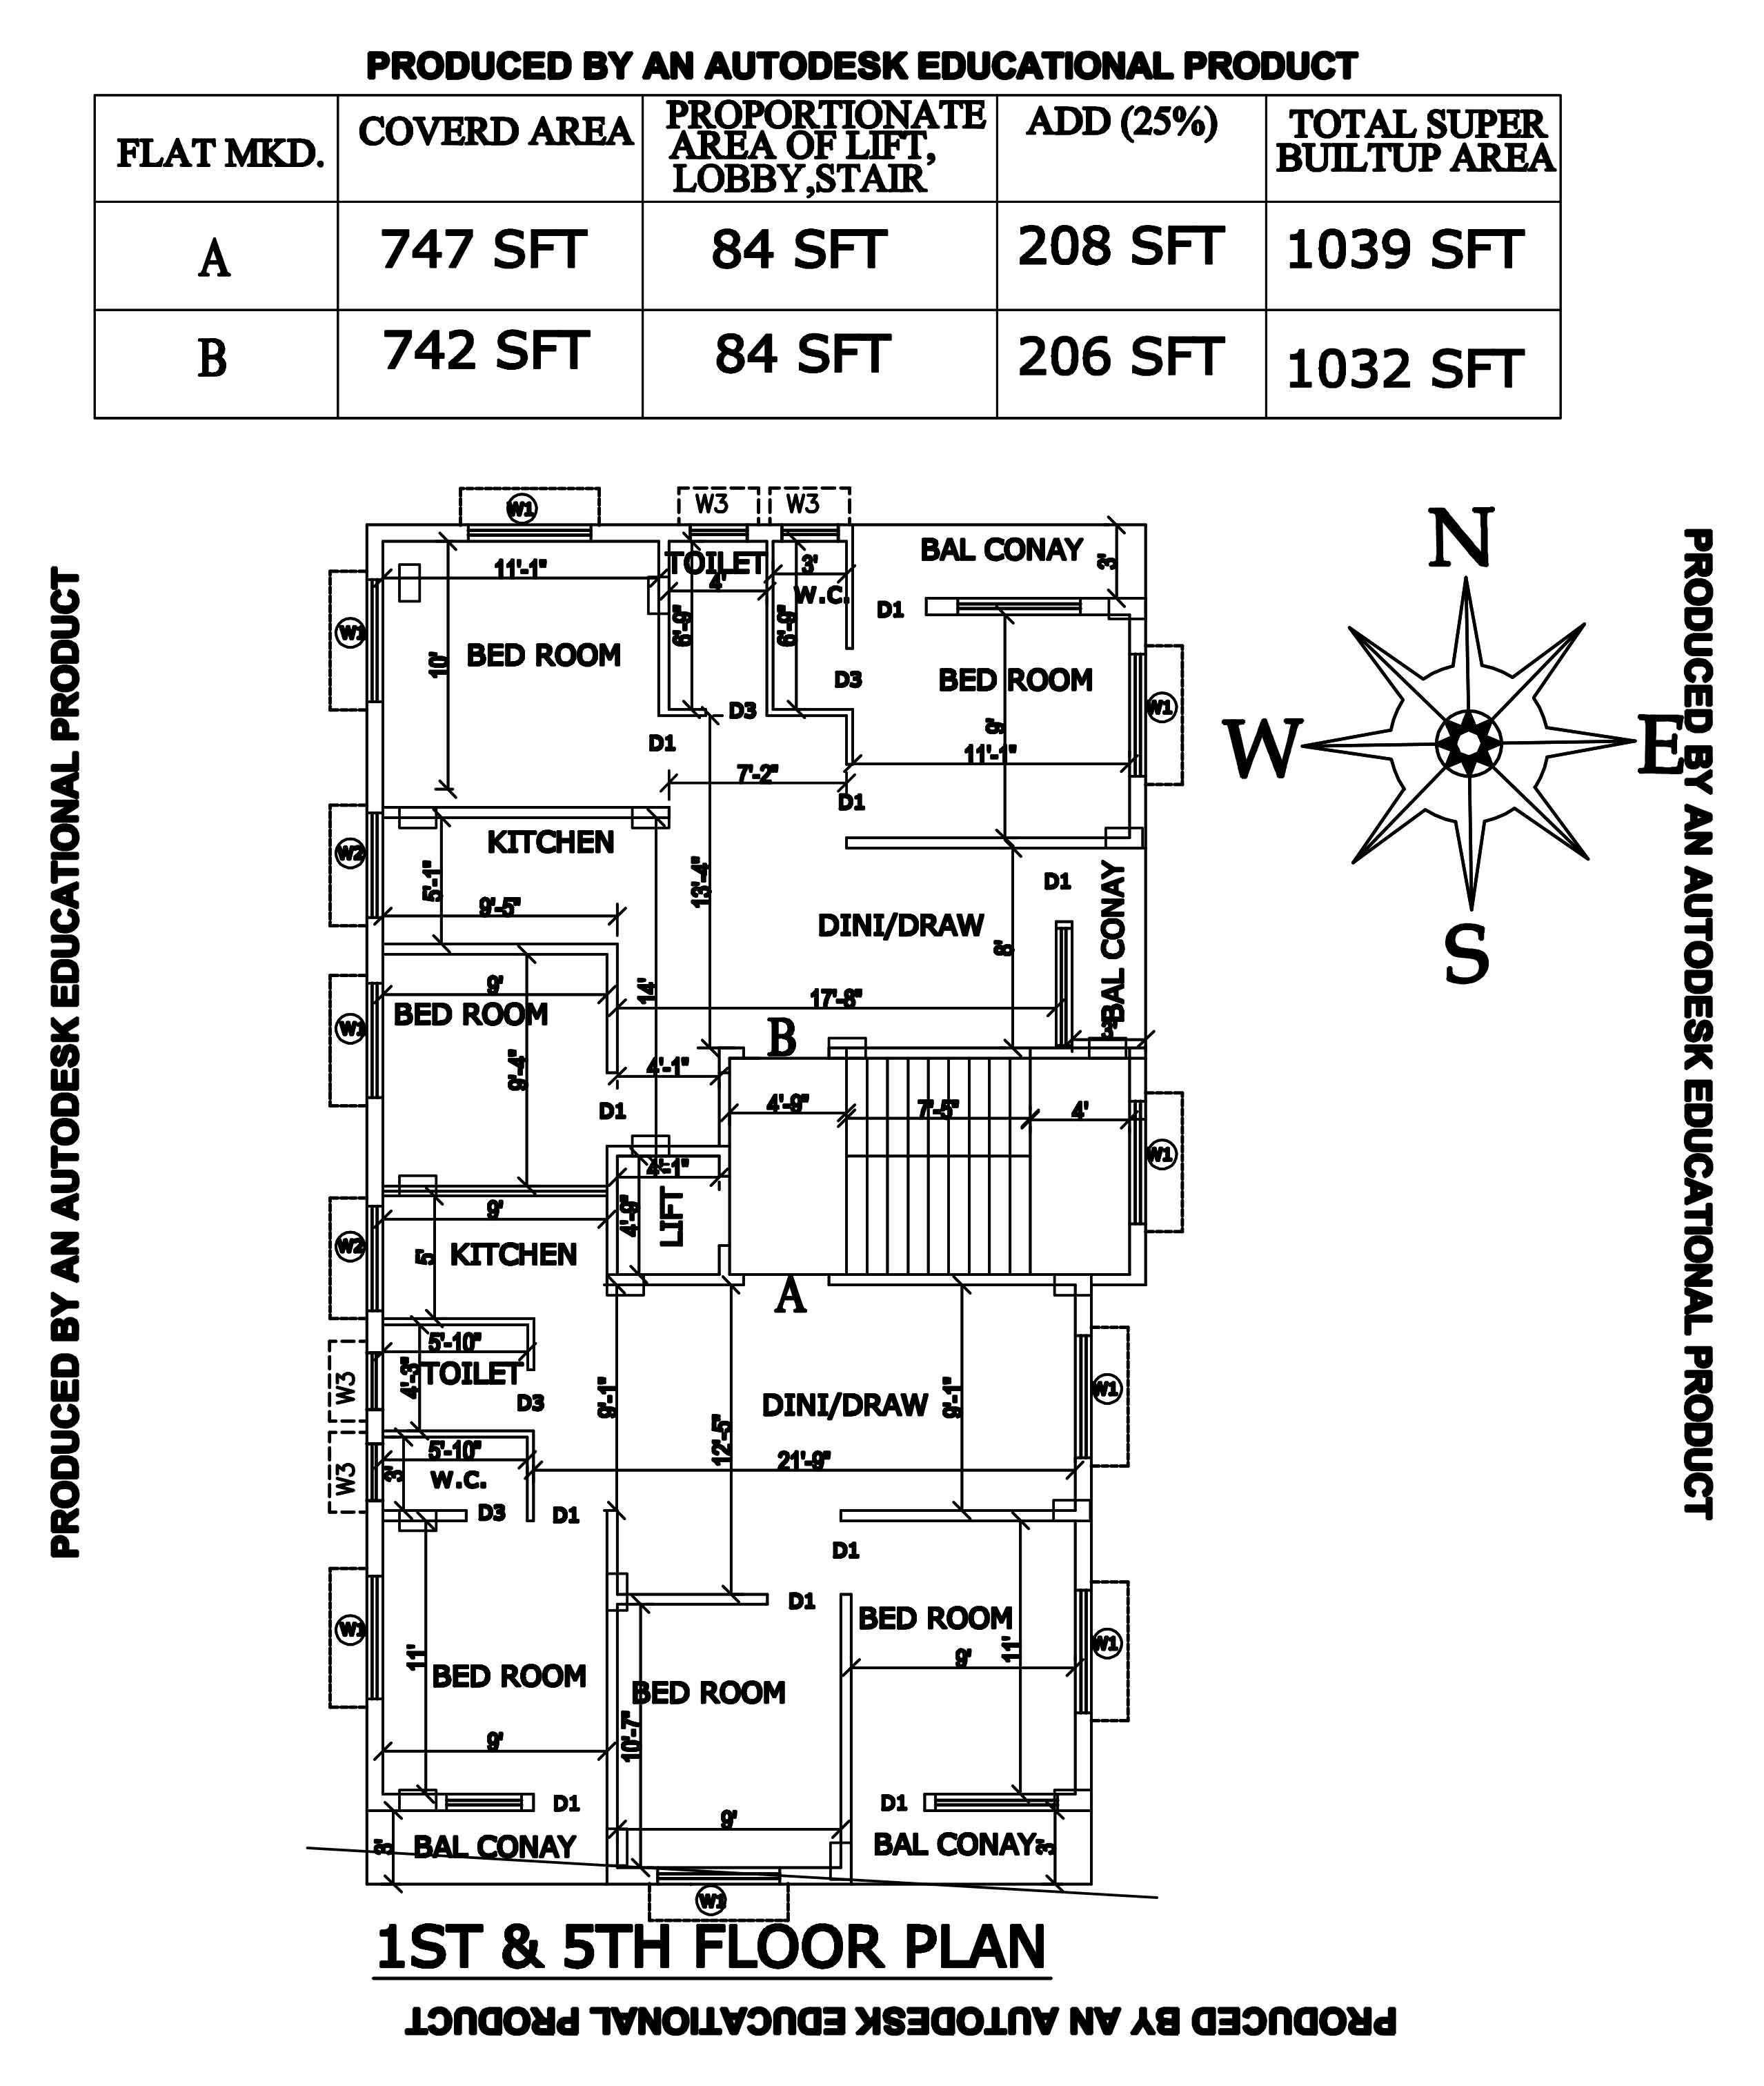 PRODUCED BY AN AUTODESK EDUCATIONAL PRODUCT
FLAT MKD.
COVERD AREA
PROPORTIONATE
AREA OF LIFT,
LOBBY,STAIR
ADD (25%)
TOTAL SUPER
BUILTUP AREA
A
747 SFT
84 SFT
208 SFT
1039 SFT
B
742 SFT
84 SFT
206 SFT
1032 SFT
PRODUCED BY AN AUTODESK EDUCATIONAL PRODUCT
PRODUCED BY AN AUTODESK EDUCATIONAL PRODUCT
N
W
E
S
W1
W3
W3
BAL CONAY
3'
11'-1"
TOILET
4'
3'
W.C.
D1
W1
10'
BED ROOM
6'-9"
6'-9"
D3
BED ROOM
W1
D3
D1
9'
11'-1"
7'-2"
D1
W2
KITCHEN
5'-1"
9'-5"
13'-4"
D1
DINI/DRAW
8'
BAL CONAY
9'
14'
17'-8"
BED ROOM
W1
3'
B
9'-4"
4'-1"
D1
4'-9"
7'-5"
4'
W1
4'-1"
9'
4'-9"
LIFT
W2
5'
KITCHEN
A
5'-10"
TOILET
4'-3"
W3
D3
9'-1"
DINI/DRAW
9'-1"
W1
12'-5"
5'-10"
21'-9"
W3
3'
W.C.
D3
D1
D1
D1
BED ROOM
W1
W1
11'
9'
11'
BED ROOM
BED ROOM
10'-7"
9'
D1
9'
D1
3'
BAL CONAY
BAL CONAY
3'
W1
1ST & 5TH FLOOR PLAN
PRODUCED BY AN AUTODESK EDUCATIONAL PRODUCT